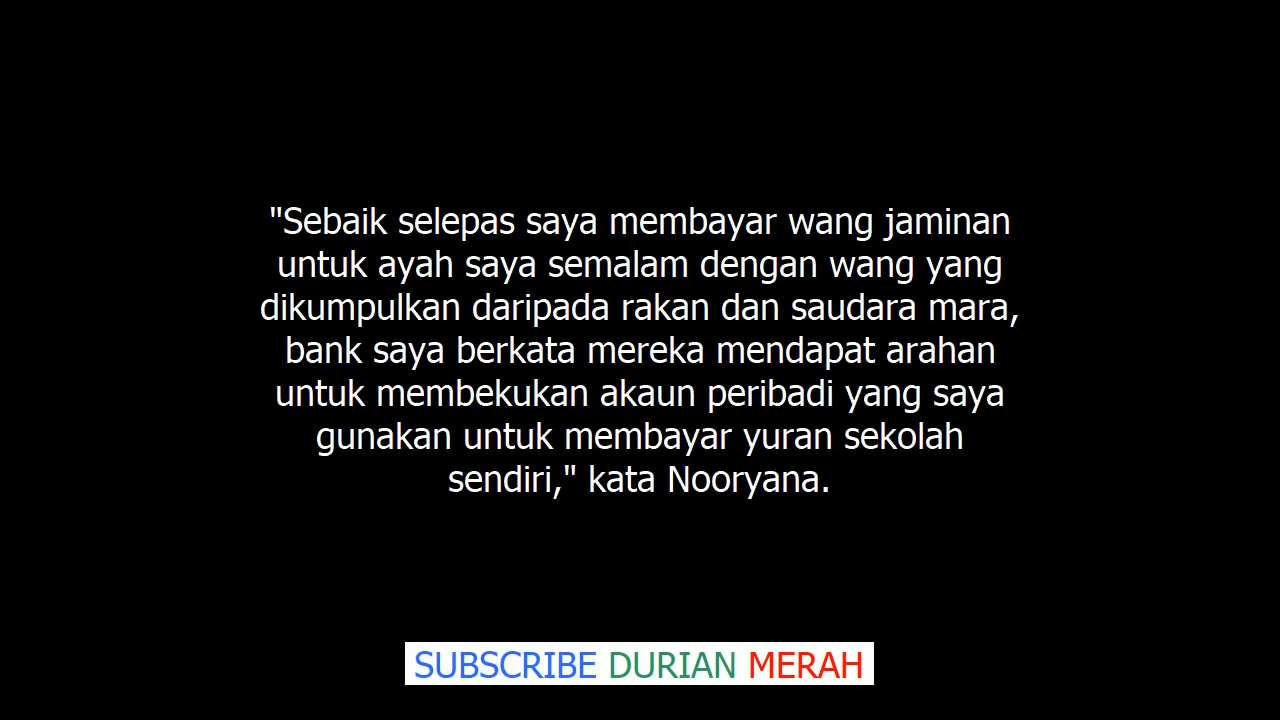 "Sebaik selepas saya membayar wang jaminan
untuk ayah saya semalam dengan wang yang
dikumpulkan daripada rakan dan saudara mara,
bank saya berkata mereka mendapat arahan
untuk membekukan akaun peribadi yang saya
gunakan untuk membayar yuran sekolah
sendiri," kata Nooryana.
SUBSCRIBE DURIAN MERAH